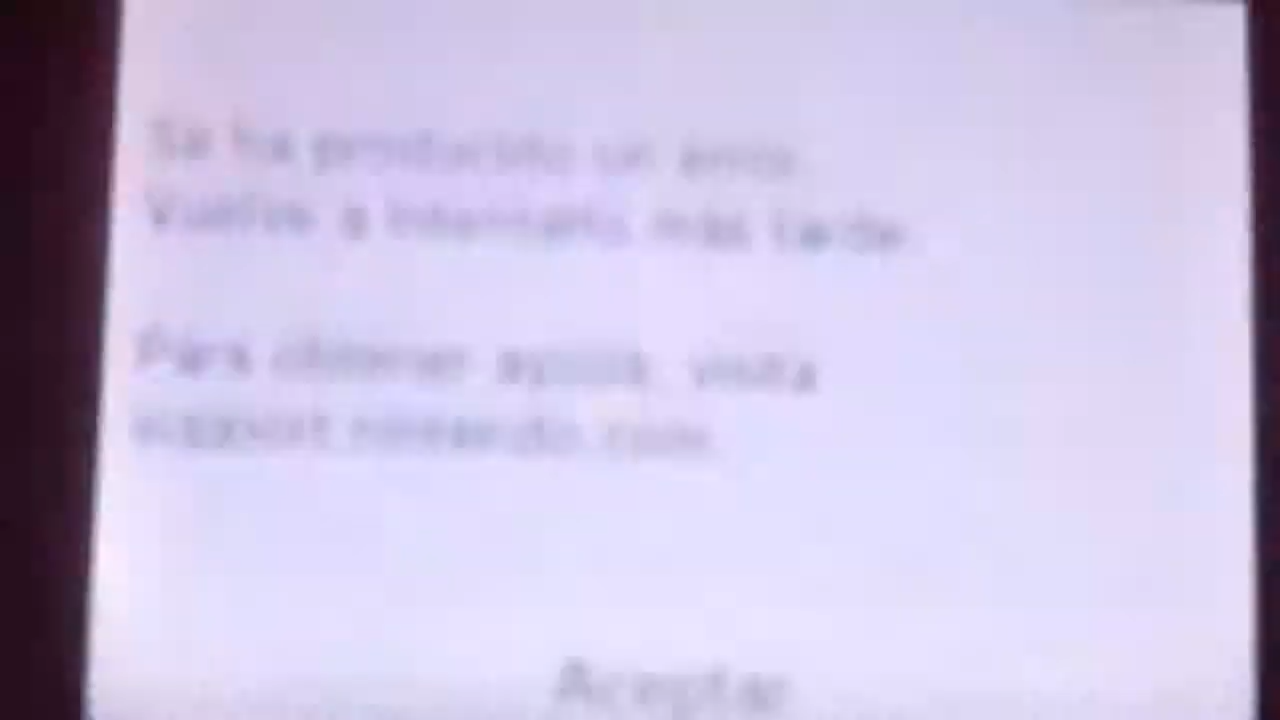 Se ha producido un error.
Vuelve a intentarlo más tarde.
Para obtener ayuda, visita
support.nintendo.com.
Aceptar